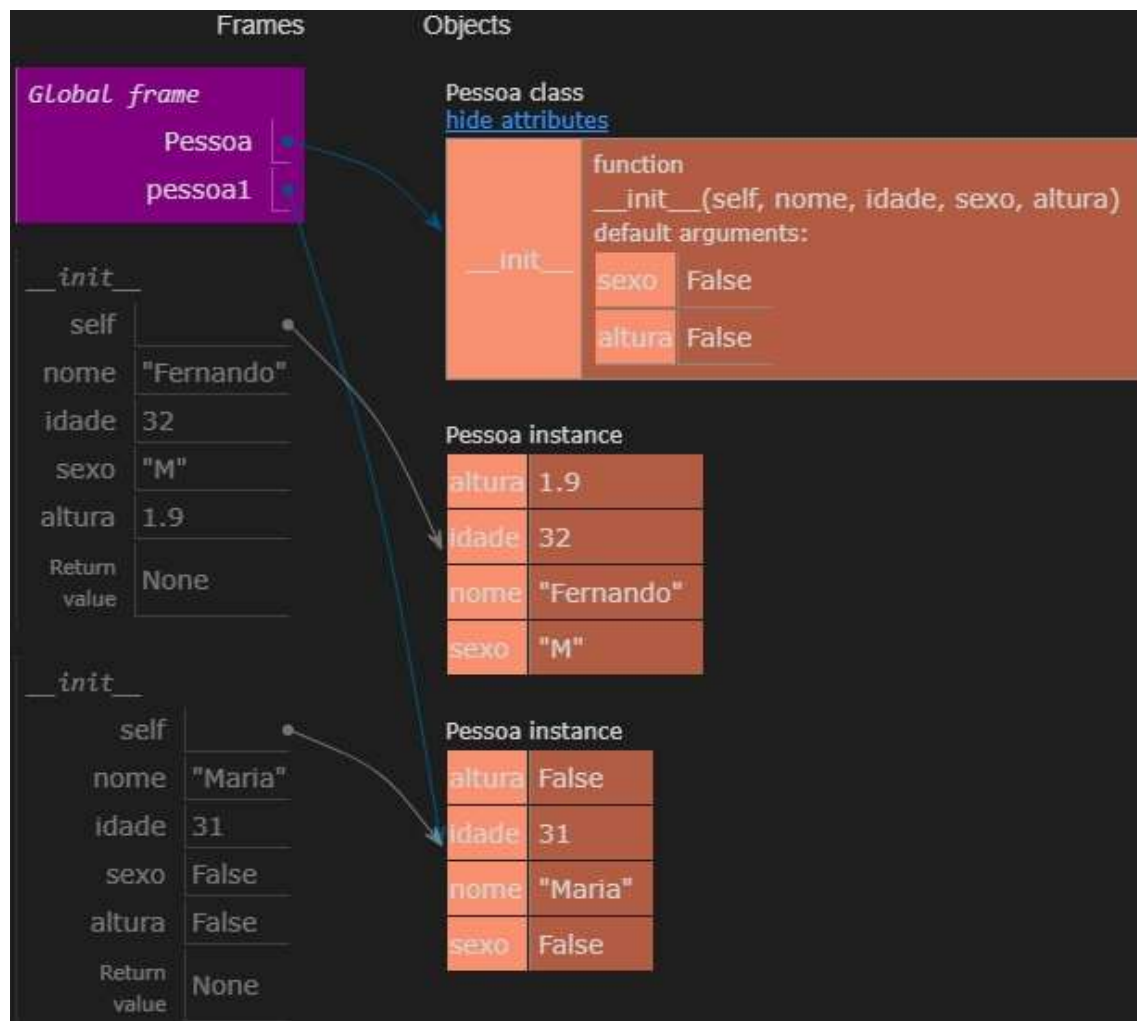 Frames Objects
Global frame
Pessoa
pessoa1
Pessoa class
hide attributes
__init__
function
__init__(self, nome, idade, sexo, altura)
default arguments:
sexo False
altura False
__init__
self
nome "Fernando"
idade 32
sexo "M"
altura 1.9
Return
value None
Pessoa instance
altura 1.9
idade 32
nome "Fernando"
sexo "M"
__init__
self
nome "Maria"
idade 31
sexo False
altura False
Return
value None
Pessoa instance
altura False
idade 31
nome "Maria"
sexo False